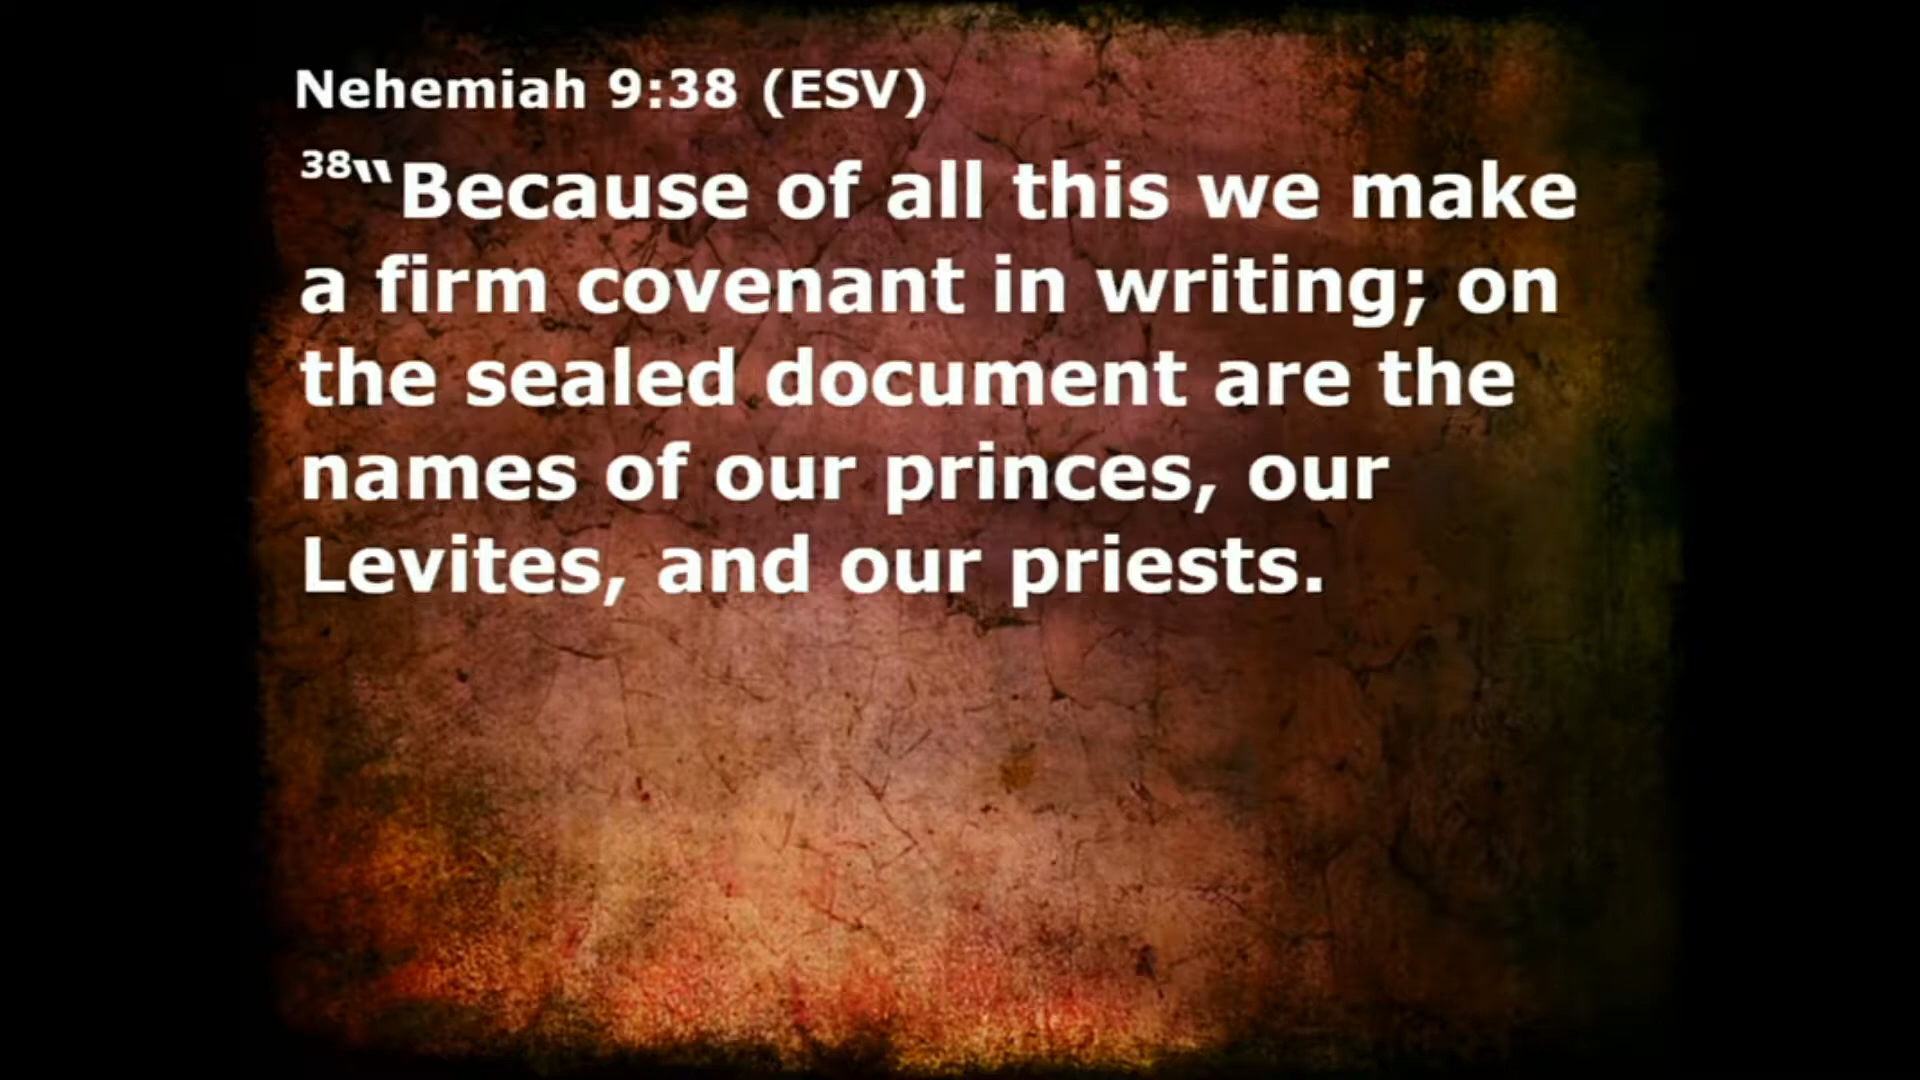 Nehemiah 9:38 (ESV)
38“Because of all this we make
a firm covenant in writing; on
the sealed document are the
names of our princes, our
Levites, and our priests.